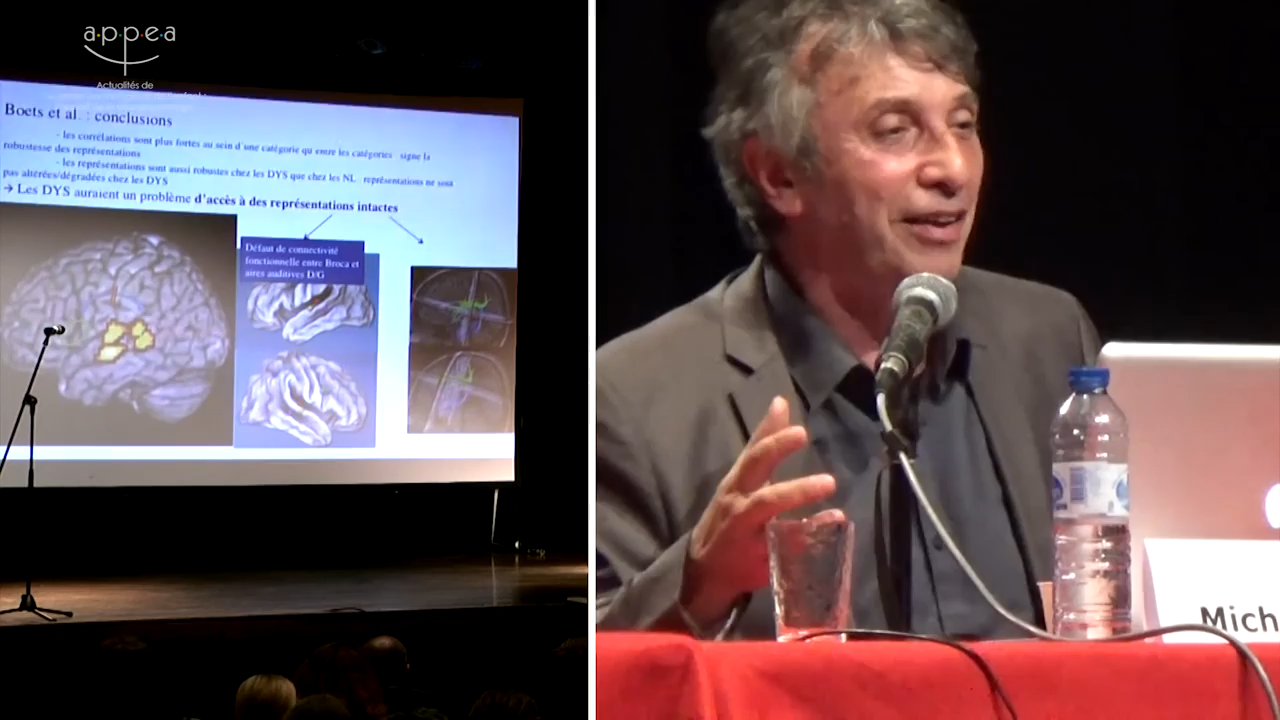 a·p·p·e·a
Actualités de
Boets et al. : conclusions
- les corrélations sont plus fortes au sein d'une catégorie qu'entre les catégories : signe la
robustesse des représentations
- les représentations sont aussi robustes chez les DYS que chez les NL : représentations ne sont
pas altérées/dégradées chez les DYS
→ Les DYS auraient un problème d'accès à des représentations intactes
Défaut de connectivité
fonctionnelle entre Broca et
aires auditives D/G
Mich